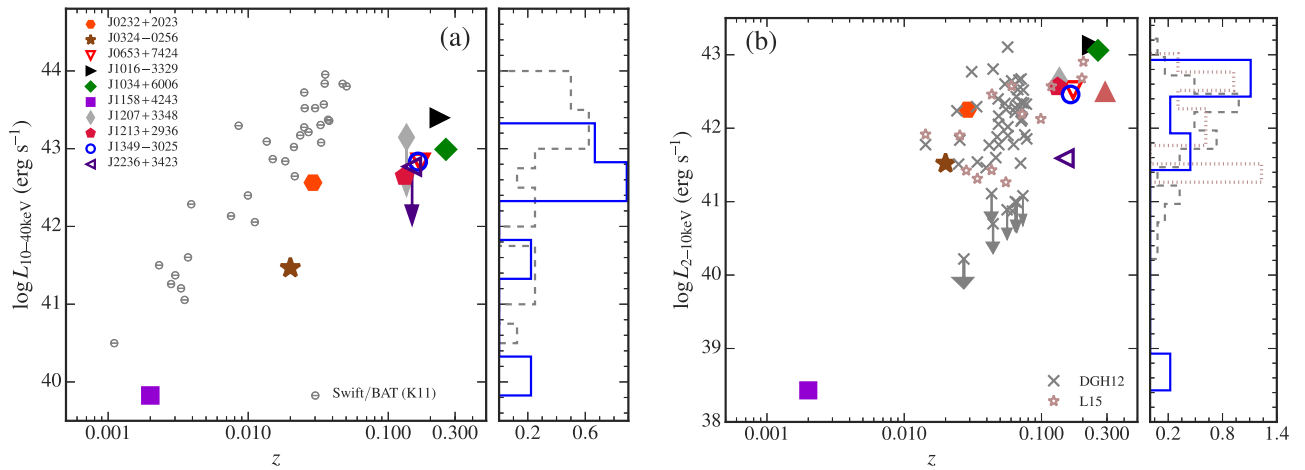 (a)
J0232+2023
J0324−0256
J0653+7424
J1016−3329
J1034+6006
J1158+4243
J1207+3348
J1213+2936
J1349−3025
J2236+3423
log L10−40keV (erg s−1)
44
43
42
41
40
Swift/BAT (K11)
0.001 0.010 0.100 0.300
z
0.2 0.6
(b)
log L2−10keV (erg s−1)
43
42
41
40
39
38
DGH12
L15
0.001 0.010 0.100 0.300
z
0.2 0.8 1.4